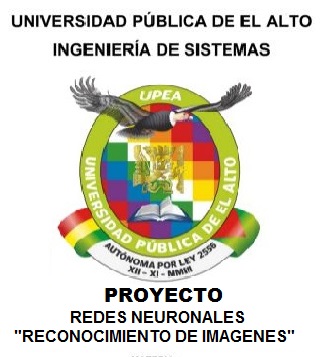 UNIVERSIDAD PÚBLICA DE EL ALTO
INGENIERÍA DE SISTEMAS
UPEA
UNIVERSIDAD PÚBLICA DE EL ALTO
AUTÓNOMA POR LEY 2556
XII - XI - MMIII
PROYECTO
REDES NEURONALES
"RECONOCIMIENTO DE IMAGENES"